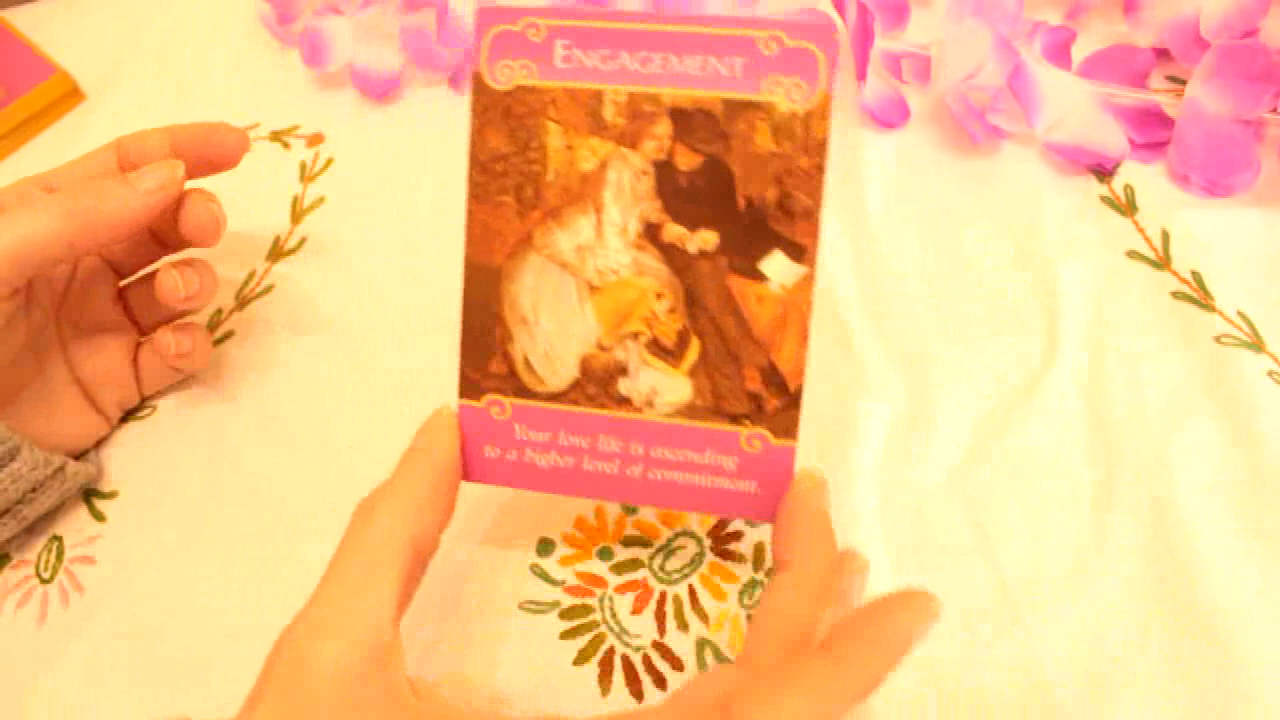 ENGAGEMENT
Your love life is ascending
to a higher level of commitment.